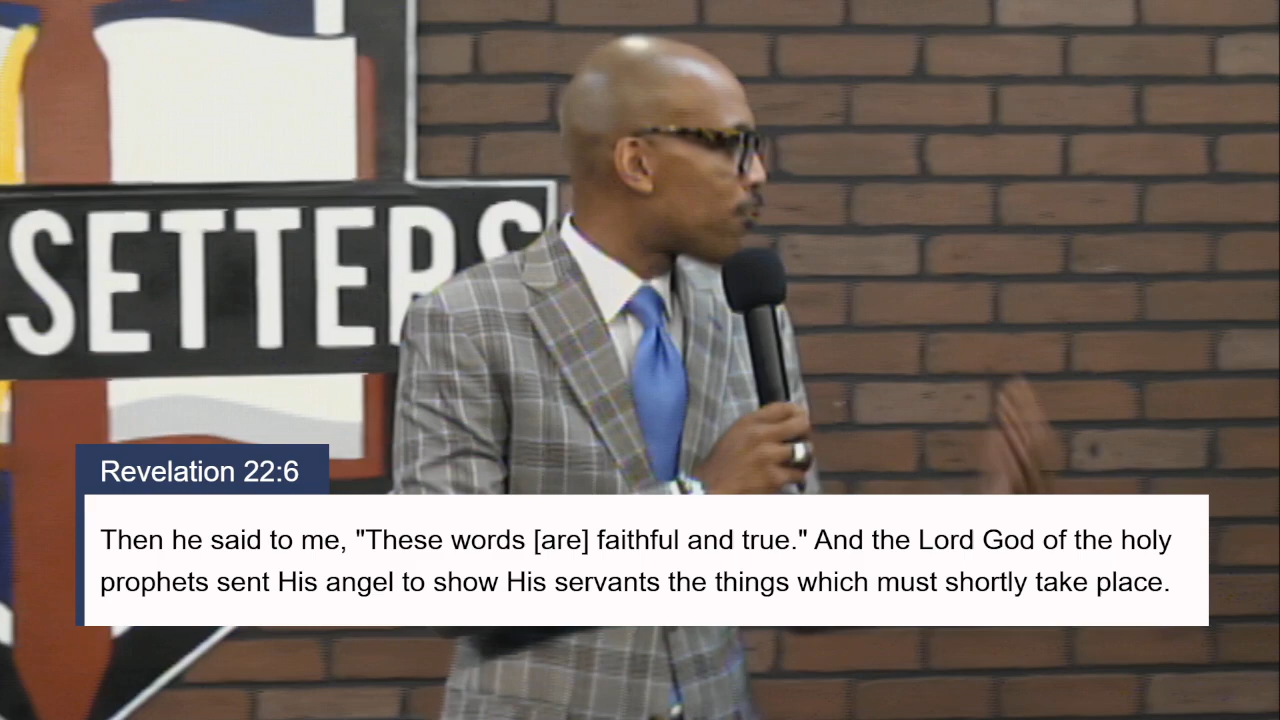 SETTERS
Revelation 22:6
Then he said to me, "These words [are] faithful and true." And the Lord God of the holy
prophets sent His angel to show His servants the things which must shortly take place.